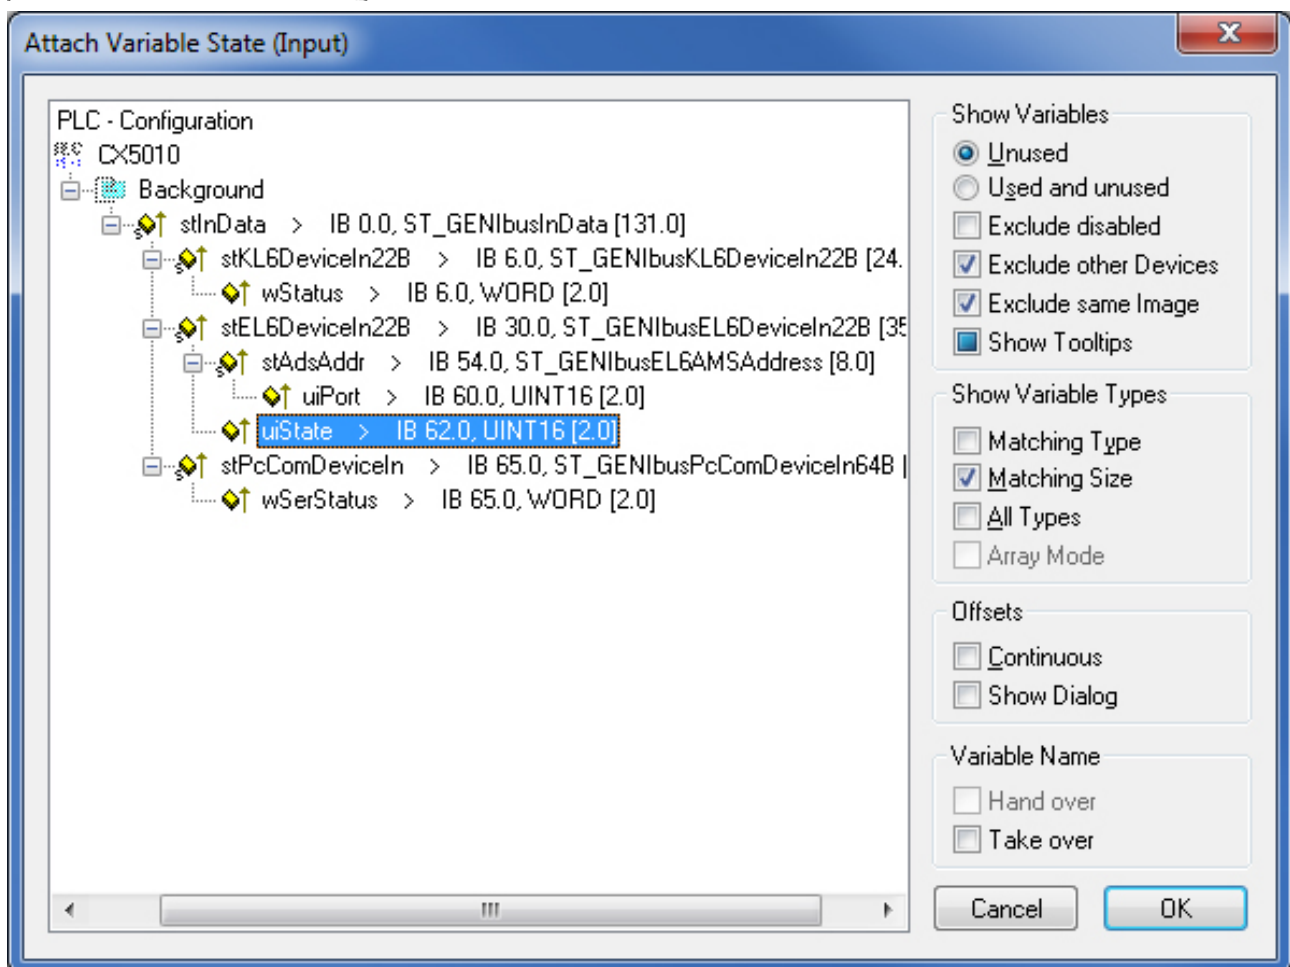 Attach Variable State (Input)
PLC - Configuration
CX5010
Background
stInData > IB 0.0, ST_GENIbusInData [131.0]
stKL6DeviceIn22B > IB 6.0, ST_GENIbusKL6DeviceIn22B [24.
wStatus > IB 6.0, WORD [2.0]
stEL6DeviceIn22B > IB 30.0, ST_GENIbusEL6DeviceIn22B [35
stAdsAddr > IB 54.0, ST_GENIbusEL6AMSAddress [8.0]
uiPort > IB 60.0, UINT16 [2.0]
uiState > IB 62.0, UINT16 [2.0]
stPcComDeviceIn > IB 65.0, ST_GENIbusPcComDeviceIn64B [
wSerStatus > IB 65.0, WORD [2.0]
Show Variables
Unused
Used and unused
Exclude disabled
Exclude other Devices
Exclude same Image
Show Tooltips
Show Variable Types
Matching Type
Matching Size
All Types
Array Mode
Offsets
Continuous
Show Dialog
Variable Name
Hand over
Take over
Cancel OK